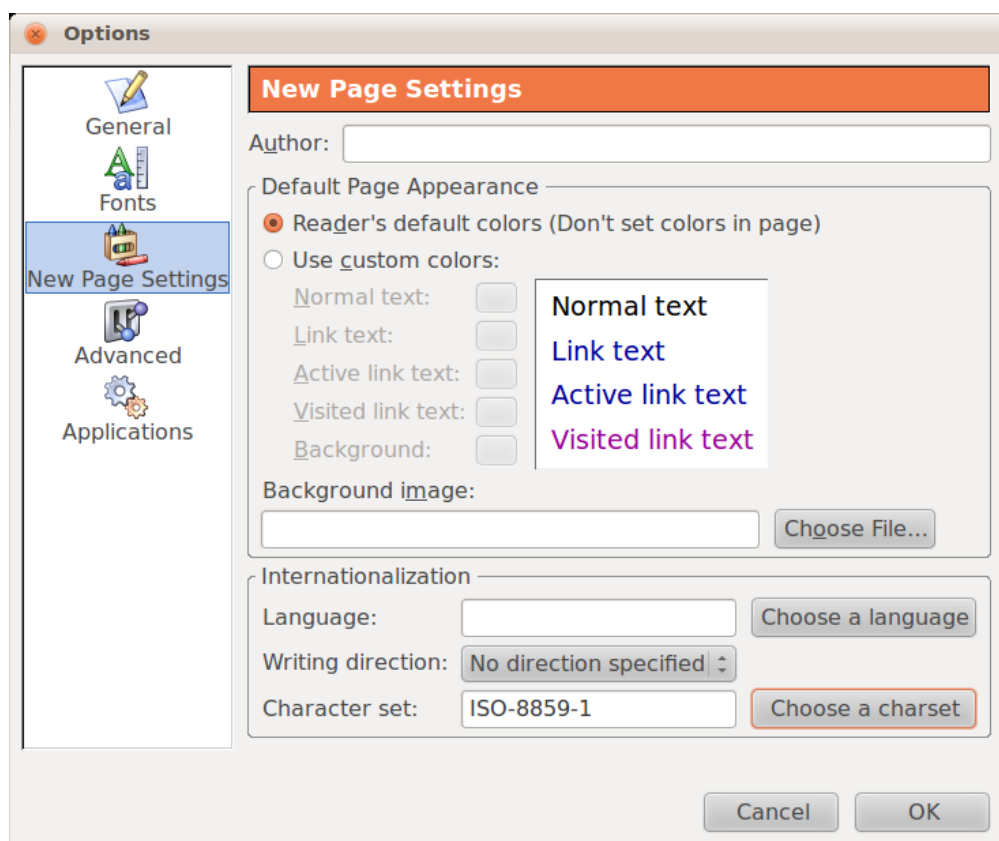 Options
General
Fonts
New Page Settings
Advanced
Applications
New Page Settings
Author:
Default Page Appearance
Reader's default colors (Don't set colors in page)
Use custom colors:
Normal text:
Link text:
Active link text:
Visited link text:
Background:
Normal text
Link text
Active link text
Visited link text
Background image:
Choose File...
Internationalization
Language:
Choose a language
Writing direction: No direction specified
Character set: ISO-8859-1
Choose a charset
Cancel
OK